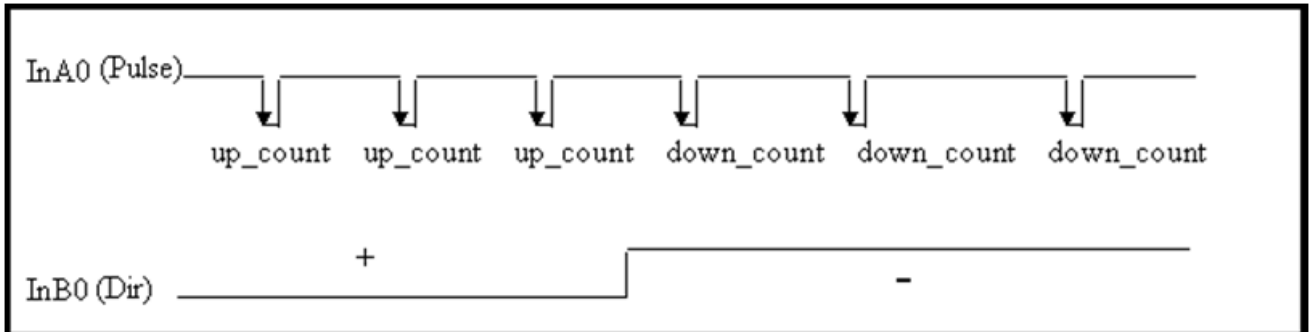 InA0 (Pulse)
up_count up_count up_count down_count down_count down_count
+
InB0 (Dir)
-